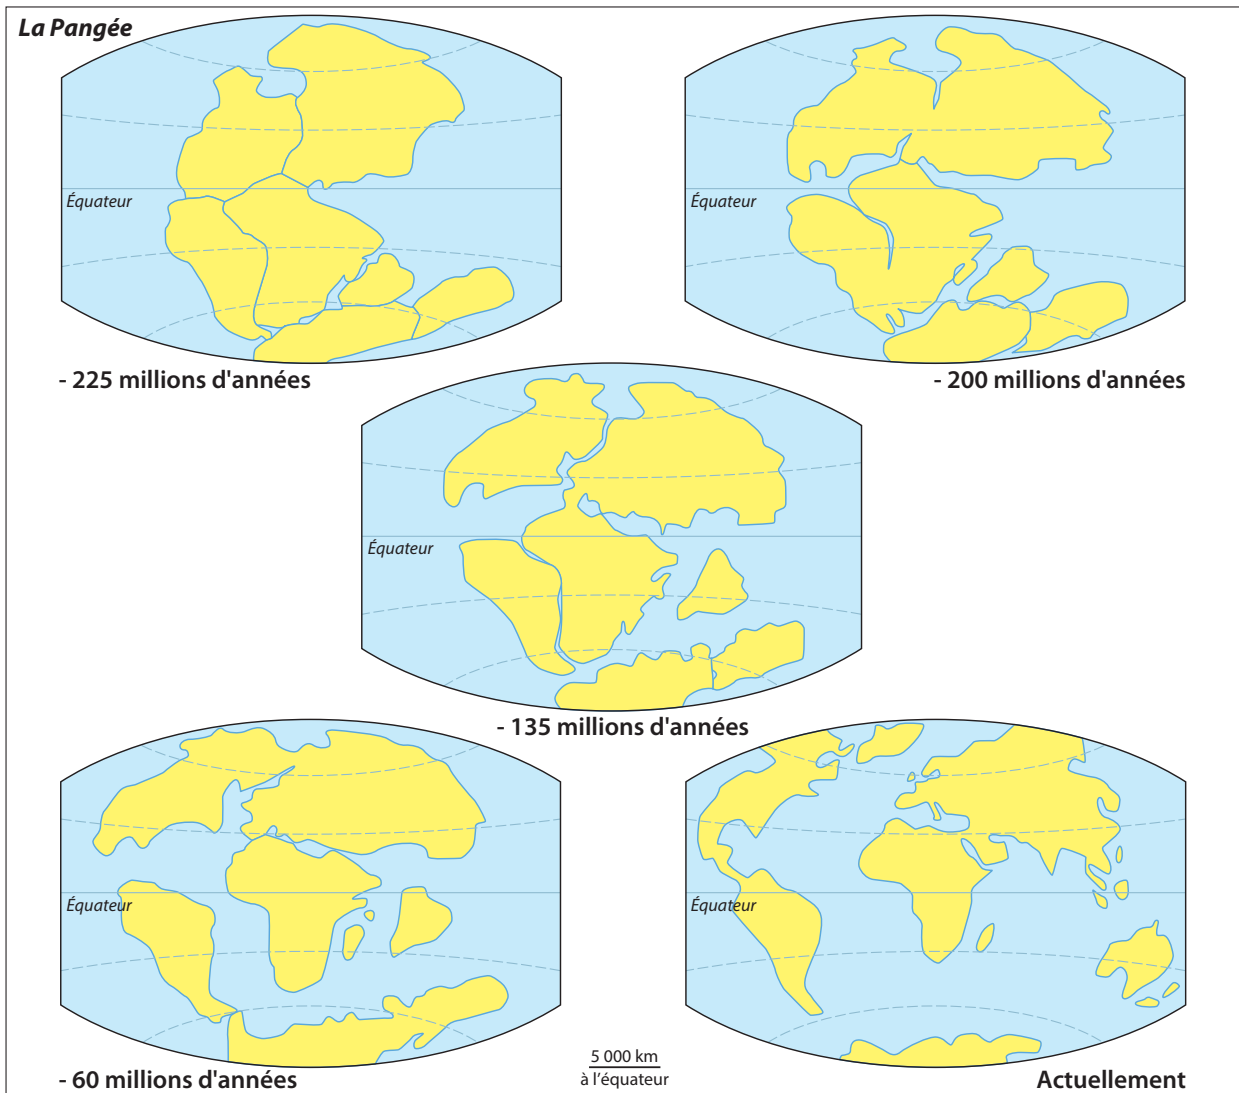 La Pangée
Équateur
- 225 millions d'années
Équateur
- 200 millions d'années
Équateur
- 135 millions d'années
Équateur
- 60 millions d'années
5 000 km
à l'équateur
Équateur
Actuellement